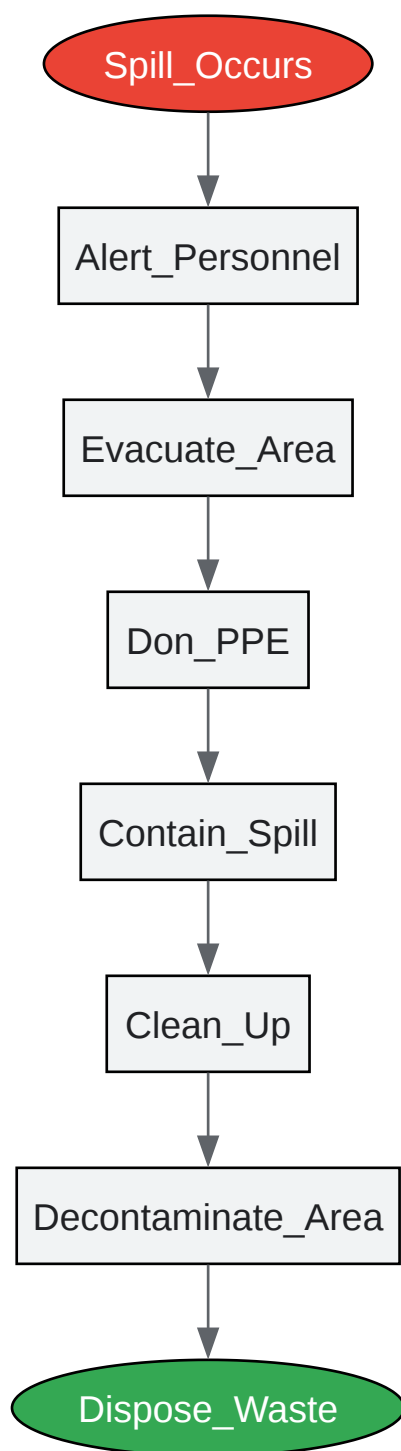 Spill_Occurs
Alert_Personnel
Evacuate_Area
Don_PPE
Contain_Spill
Clean_Up
Decontaminate_Area
Dispose_Waste